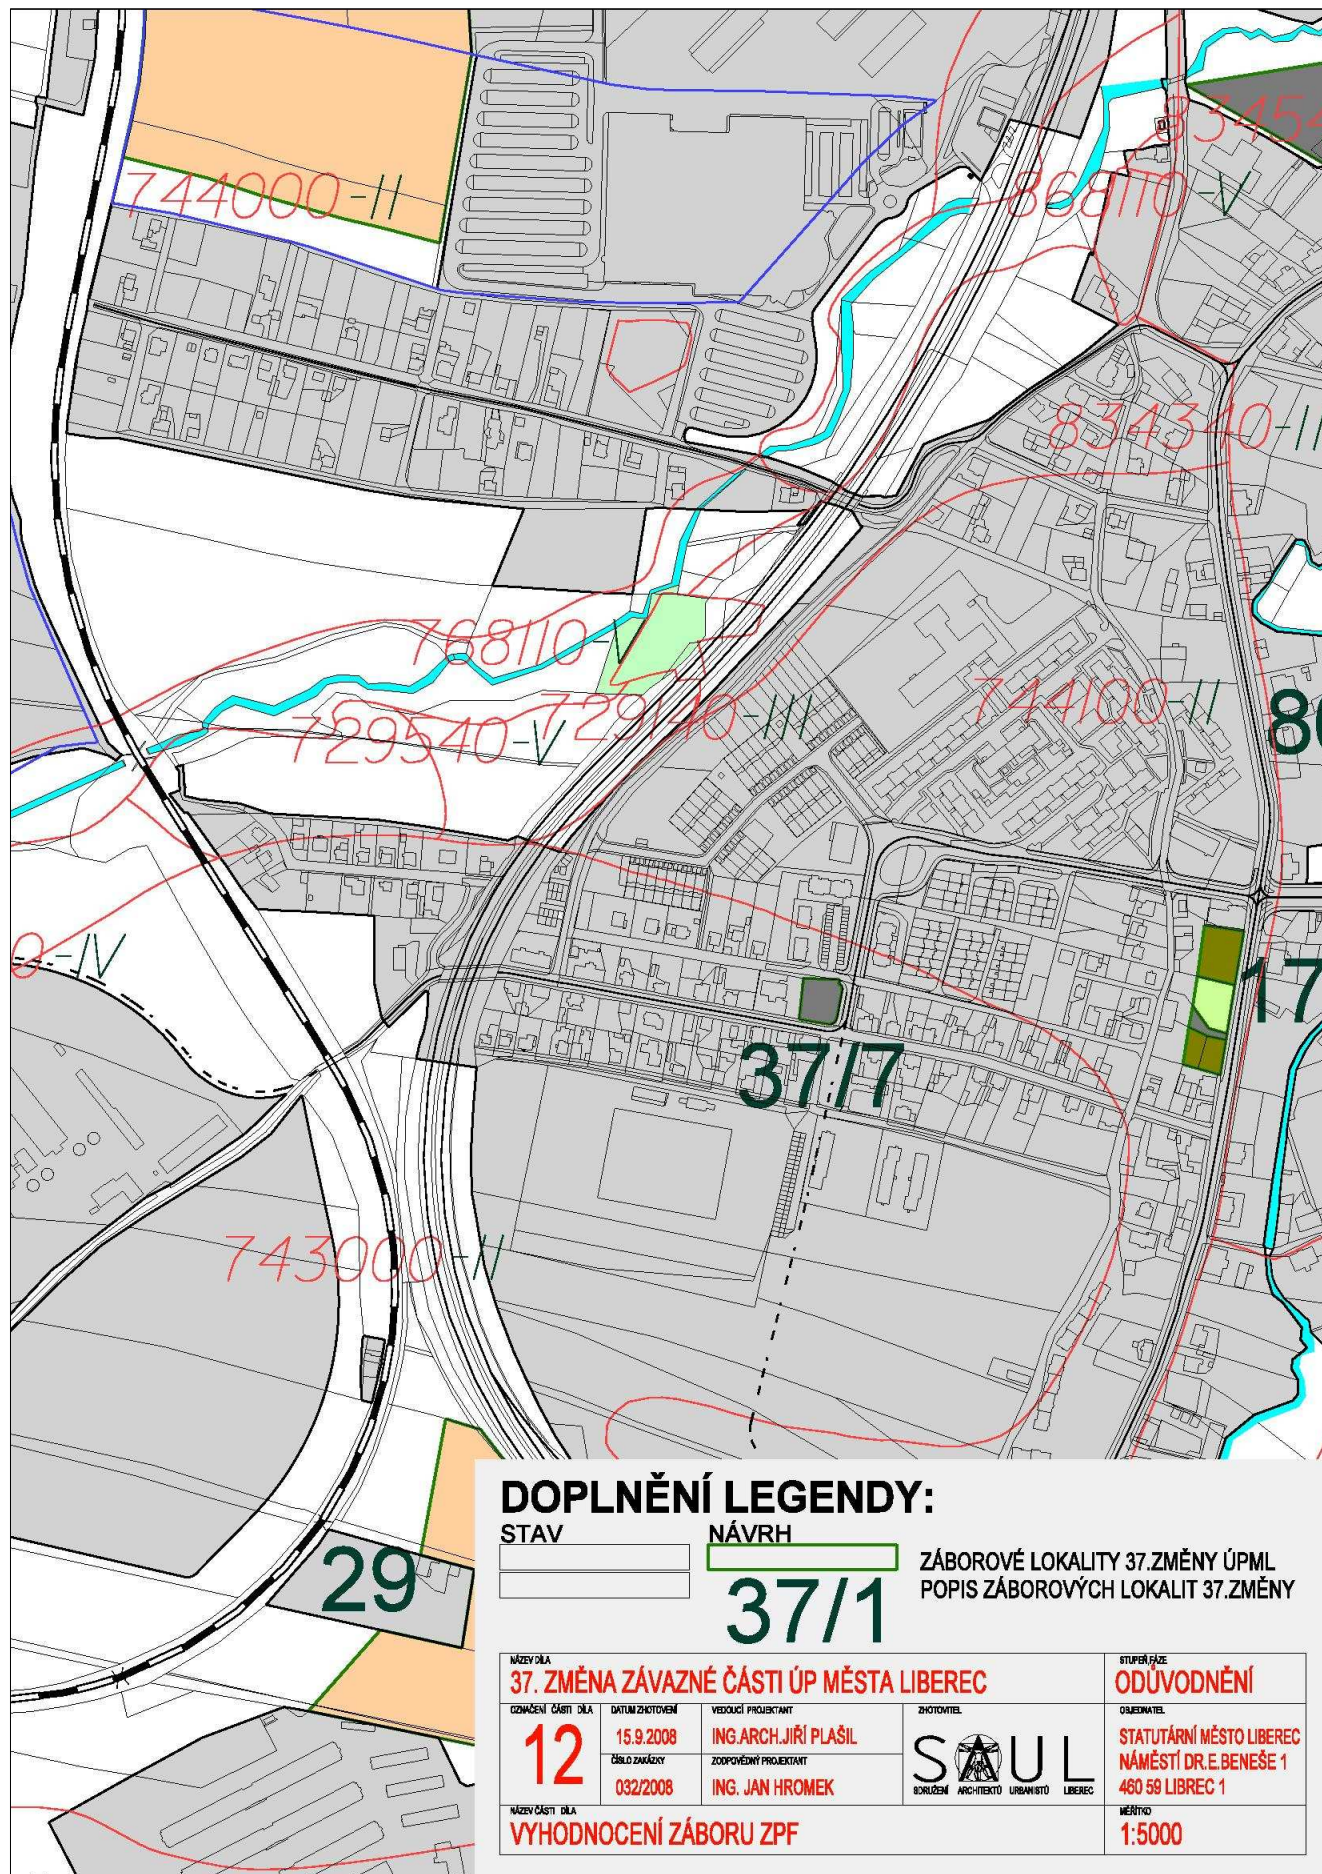 83454
868110-V
744000-II
834340-II
768110-V
729140-III
729540-V
744100-II
37/7
17
0-IV
743000-II
29
DOPLNĚNÍ LEGENDY:
STAV NÁVRH
ZÁBOROVÉ LOKALITY 37.ZMĚNY ÚPML
37/1 POPIS ZÁBOROVÝCH LOKALIT 37.ZMĚNY
NÁZEV DÍLA
37. ZMĚNA ZÁVAZNÉ ČÁSTI ÚP MĚSTA LIBEREC
STUPEŇ,FÁZE
ODŮVODNĚNÍ
OZNAČENÍ ČÁSTI DÍLA
12
DATUM ZHOTOVENÍ
15.9.2008
ČÍSLO ZAKÁZKY
032/2008
VEDOUCÍ PROJEKTANT
ING.ARCH.JIŘÍ PLAŠIL
ZODPOVĚDNÝ PROJEKTANT
ING. JAN HROMEK
ZHOTOVITEL
SAUL
SDRUŽENÍ ARCHITEKTŮ URBANISTŮ LIBEREC
OBJEDNATEL
STATUTÁRNÍ MĚSTO LIBEREC
NÁMĚSTÍ DR.E.BENEŠE 1
460 59 LIBREC 1
NÁZEV ČÁSTI DÍLA
VYHODNOCENÍ ZÁBORU ZPF
MĚŘÍTKO
1:5000